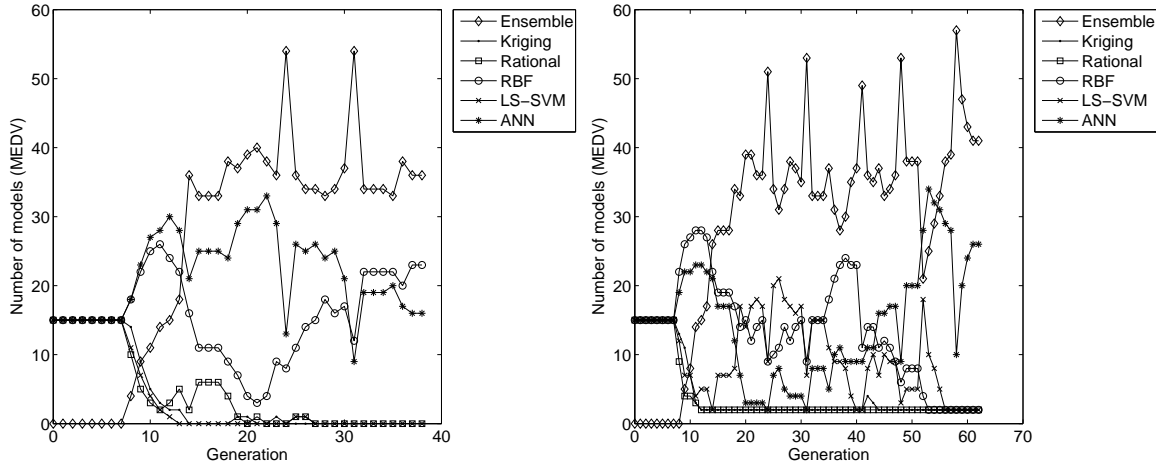 Number of models (MEDV)
60
50
40
30
20
10
0
0 10 20 30 40
Generation
Ensemble
Kriging
Rational
RBF
LS−SVM
ANN
Number of models (MEDV)
60
50
40
30
20
10
0
0 10 20 30 40 50 60 70
Generation
Ensemble
Kriging
Rational
RBF
LS−SVM
ANN